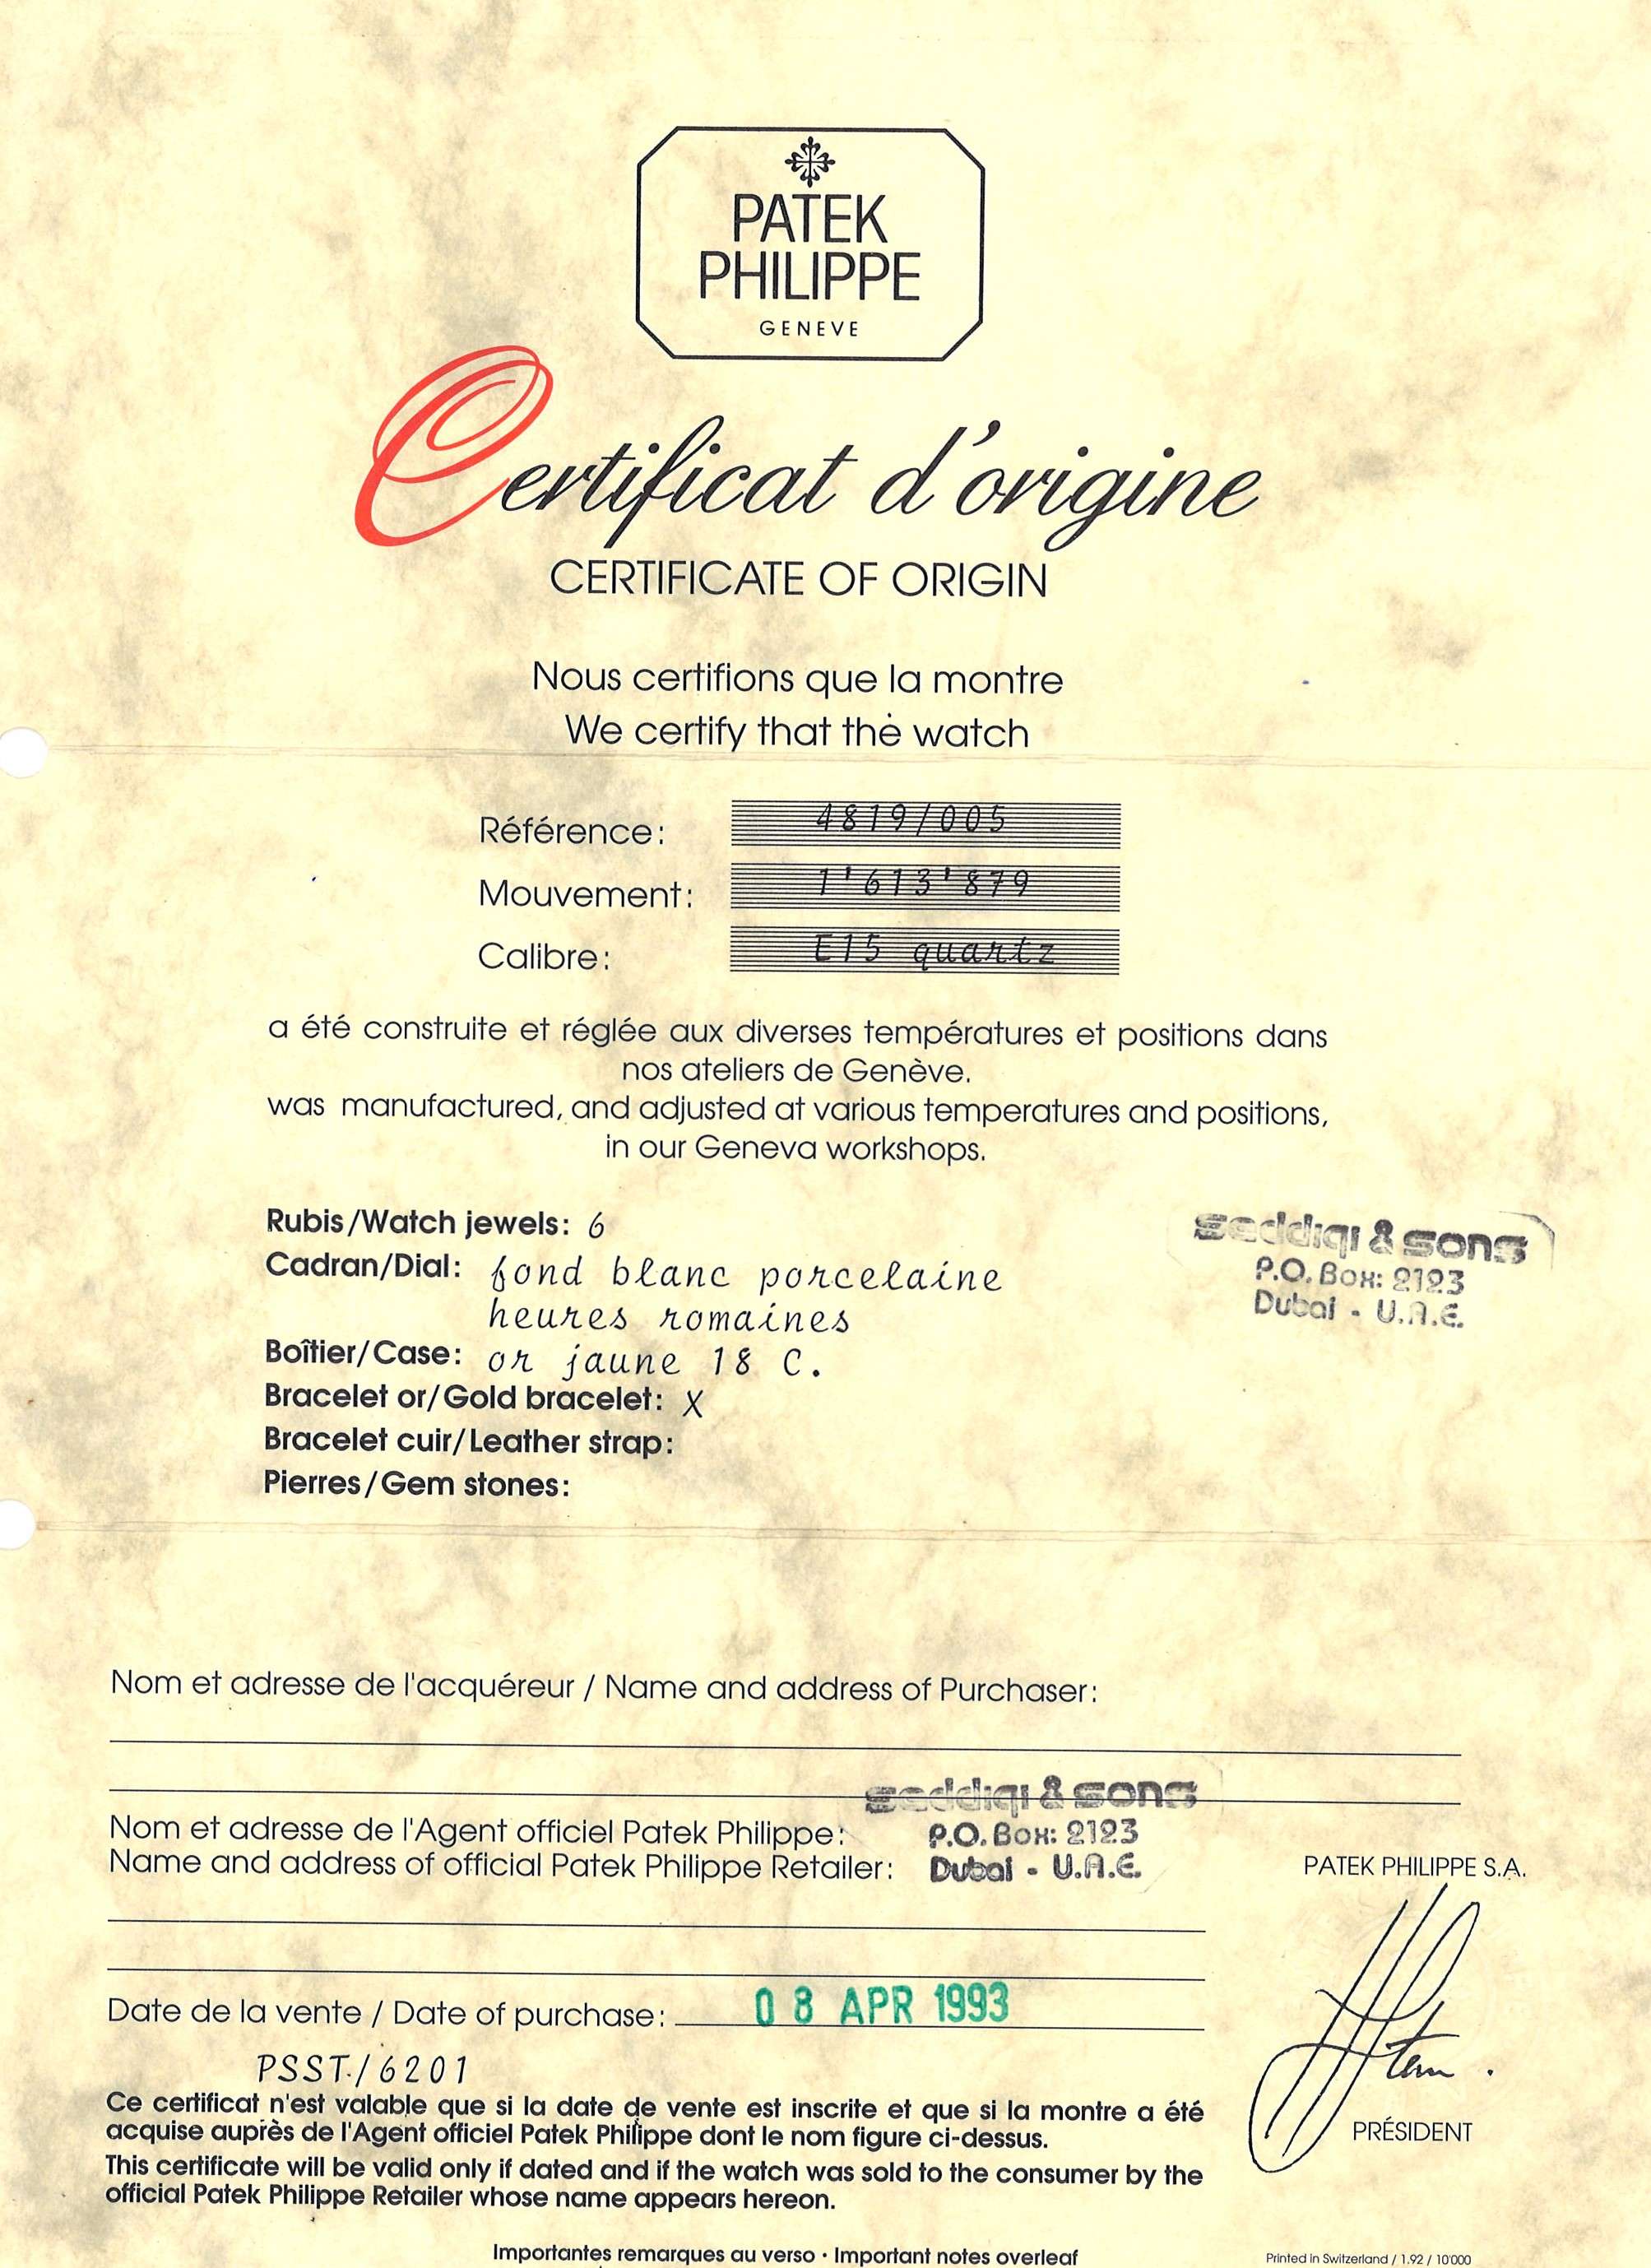 PATEK
PHILIPPE
GENEVE
Certificat d'origine
CERTIFICATE OF ORIGIN
Nous certifions que la montre
We certify that the watch
Référence: 4819/005
Mouvement: 1'613'879
Calibre: E15 quartz
a été construite et réglée aux diverses températures et positions dans
nos ateliers de Genève.
was manufactured, and adjusted at various temperatures and positions,
in our Geneva workshops.
Rubis/Watch jewels: 6
Cadran/Dial: fond blanc porcelaine
heures romaines
Boîtier/Case: or jaune 18 C.
Bracelet or/Gold bracelet: X
Bracelet cuir/Leather strap:
Pierres/Gem stones:
seddiqi & sons
P.O. Box: 2123
Dubai - U.A.E.
Nom et adresse de l'acquéreur / Name and address of Purchaser:
seddiqi & sons
Nom et adresse de l'Agent officiel Patek Philippe: P.O. Box: 2123
Name and address of official Patek Philippe Retailer: Dubai - U.A.E.
PATEK PHILIPPE S.A.
Date de la vente / Date of purchase: 08 APR 1993
PSST./6201
Ce certificat n'est valable que si la date de vente est inscrite et que si la montre a été
acquise auprès de l'Agent officiel Patek Philippe dont le nom figure ci-dessus.
PRÉSIDENT
This certificate will be valid only if dated and if the watch was sold to the consumer by the
official Patek Philippe Retailer whose name appears hereon.
Importantes remarques au verso · Important notes overleaf
Printed in Switzerland / 1.92 / 10'000